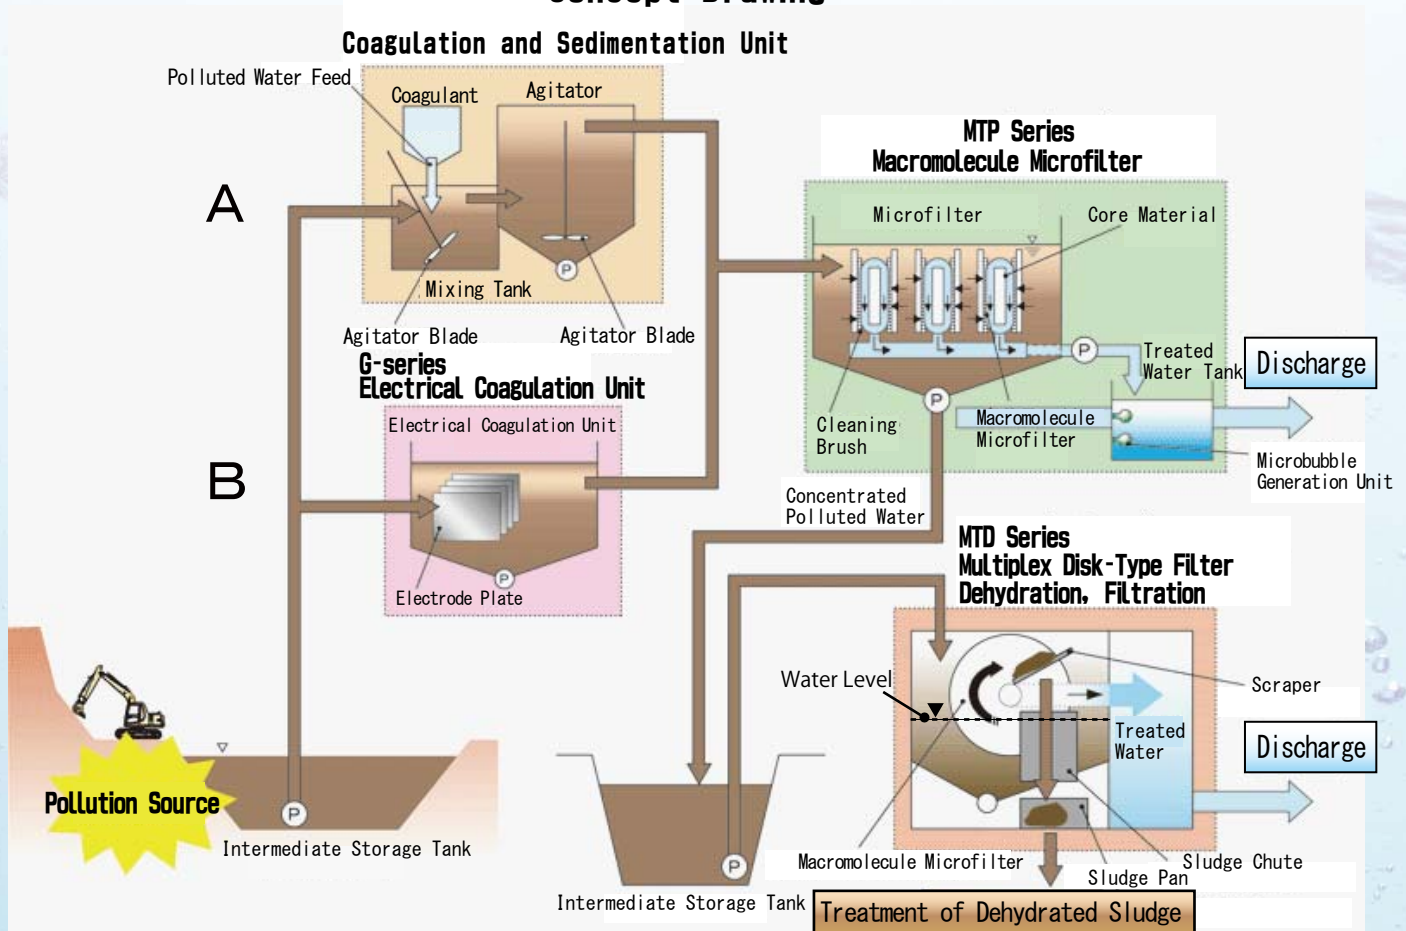 Concept Drawing
Coagulation and Sedimentation Unit
Polluted Water Feed
Coagulant
Agitator
A
Mixing Tank
Agitator Blade
Agitator Blade
MTP Series
Macromolecule Microfilter
Microfilter
Core Material
P
P
Treated
Water Tank
Discharge
Cleaning
Brush
P
Macromolecule
Microfilter
Microbubble
Generation Unit
G-series
Electrical Coagulation Unit
Electrical Coagulation Unit
B
P
Electrode Plate
Concentrated
Polluted Water
MTD Series
Multiplex Disk-Type Filter
Dehydration, Filtration
Water Level
Scraper
Treated
Water
Discharge
Pollution Source
P
Intermediate Storage Tank
P
Intermediate Storage Tank
Macromolecule Microfilter
Sludge Chute
Sludge Pan
Treatment of Dehydrated Sludge